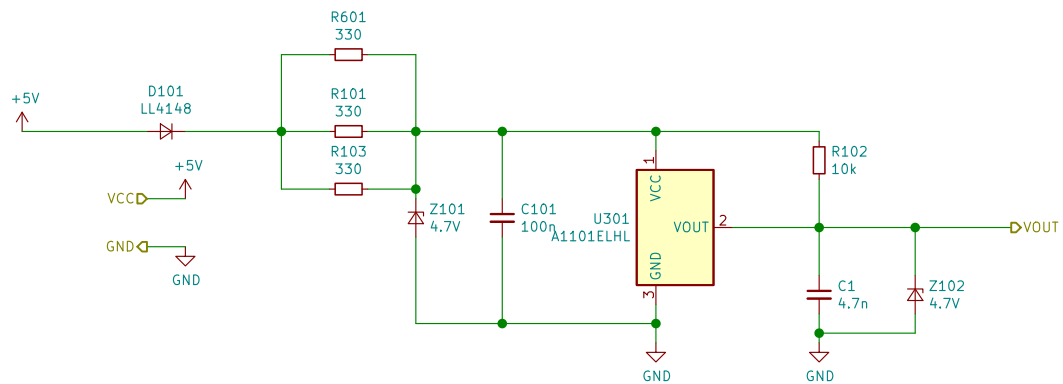 R601
330
+5V
D101
LL4148
R101
330
R103
330
+5V
VCC
GND
GND
Z101
4.7V
C101
100n
U301
A1101ELHL
1
VCC
VOUT
2
GND
3
GND
R102
10k
VOUT
C1
4.7n
Z102
4.7V
GND